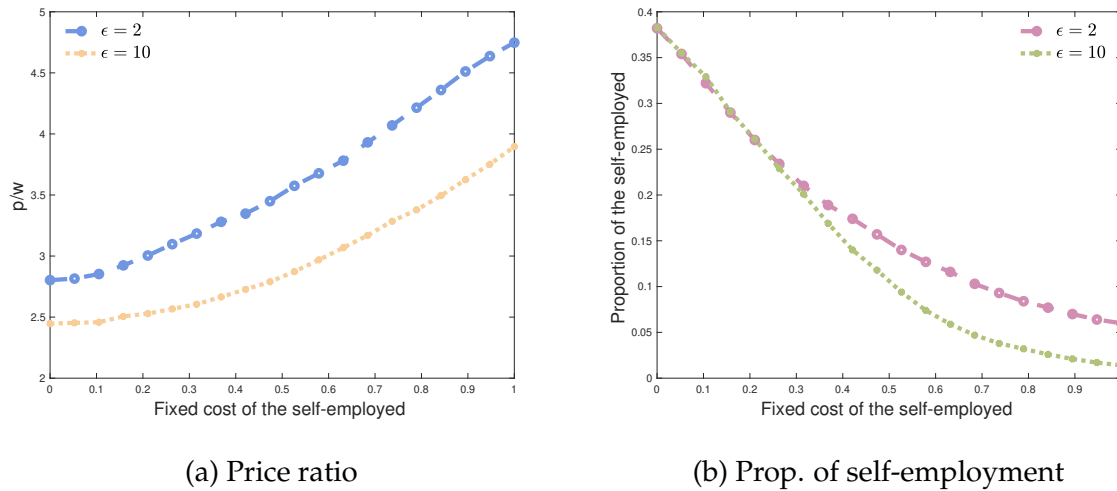 5
4.5
4
3.5
3
2.5
2
p/w
ϵ = 2
ϵ = 10
0 0.1 0.2 0.3 0.4 0.5 0.6 0.7 0.8 0.9 1
Fixed cost of the self-employed
(a) Price ratio
0.4
0.35
0.3
0.25
0.2
0.15
0.1
0.05
0
Proportion of the self-employed
ϵ = 2
ϵ = 10
0 0.1 0.2 0.3 0.4 0.5 0.6 0.7 0.8 0.9
Fixed cost of the self-employed
(b) Prop. of self-employment